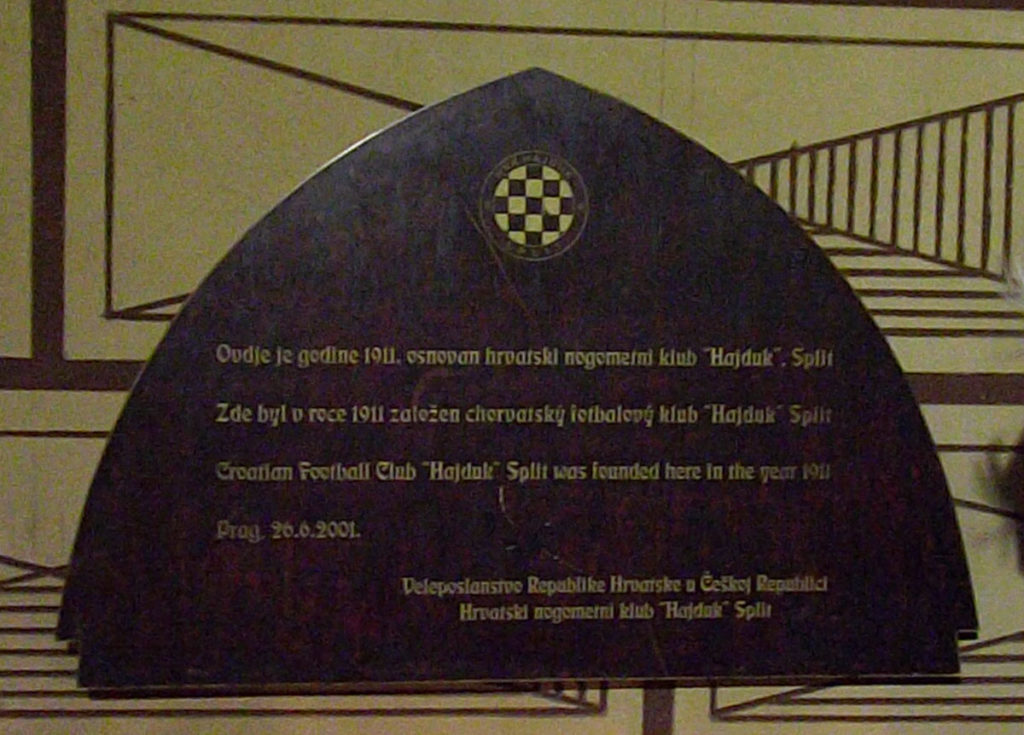 Ovdje je godine 1911. osnovan hrvatski nogometni klub "Hajduk". Split
Zde byl v roce 1911 založen chorvatský fotbalový klub "Hajduk" Split
Croatian Football Club "Hajduk" Split was founded here in the year 1911
Prag, 26.6.2001.
Veleposlanstvo Republike Hrvatske u Češkoj Republici
Hrvatski nogometni klub "Hajduk" Split